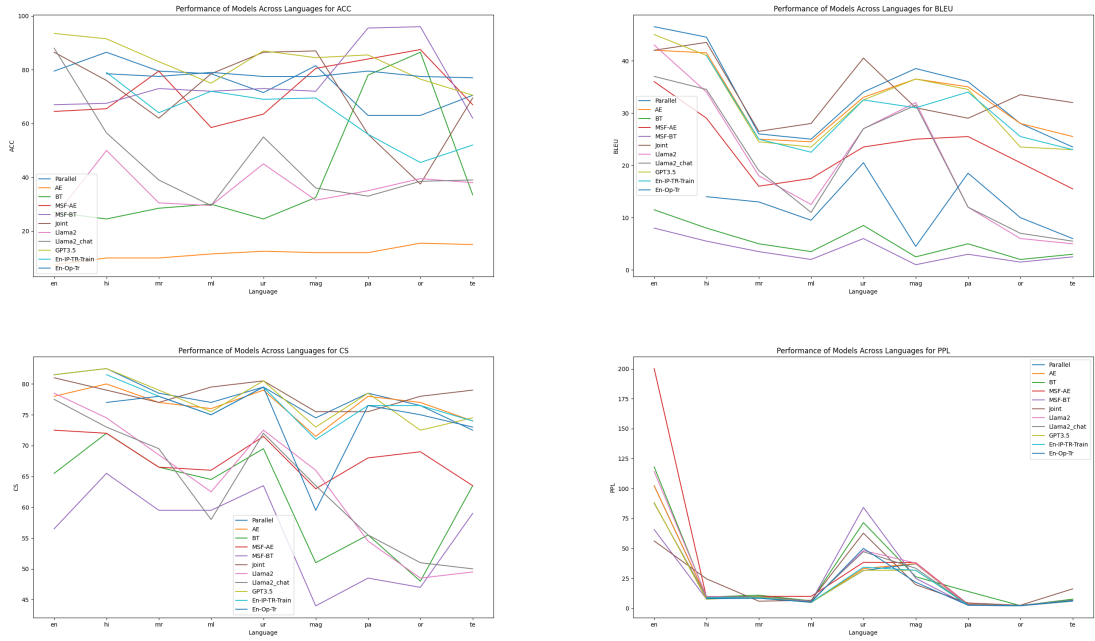 Performance of Models Across Languages for ACC
100
80
60
40
20
ACC
Parallel
AE
BT
MSF-AE
MSF-BT
Joint
Llama2
Llama2_chat
GPT3.5
En-IP-TR-Train
En-Op-Tr
en hi mr ml ur mag pa or te
Language
Performance of Models Across Languages for BLEU
40
30
20
10
0
BLEU
Parallel
AE
BT
MSF-AE
MSF-BT
Joint
Llama2
Llama2_chat
GPT3.5
En-IP-TR-Train
En-Op-Tr
en hi mr ml ur mag pa or te
Language
Performance of Models Across Languages for CS
80
75
70
65
60
55
50
45
CS
Parallel
AE
BT
MSF-AE
MSF-BT
Joint
Llama2
Llama2_chat
GPT3.5
En-IP-TR-Train
En-Op-Tr
en hi mr ml ur mag pa or te
Language
Performance of Models Across Languages for PPL
200
175
150
125
100
75
50
25
0
PPL
Parallel
AE
BT
MSF-AE
MSF-BT
Joint
Llama2
Llama2_chat
GPT3.5
En-IP-TR-Train
En-Op-Tr
en hi mr ml ur mag pa or te
Language